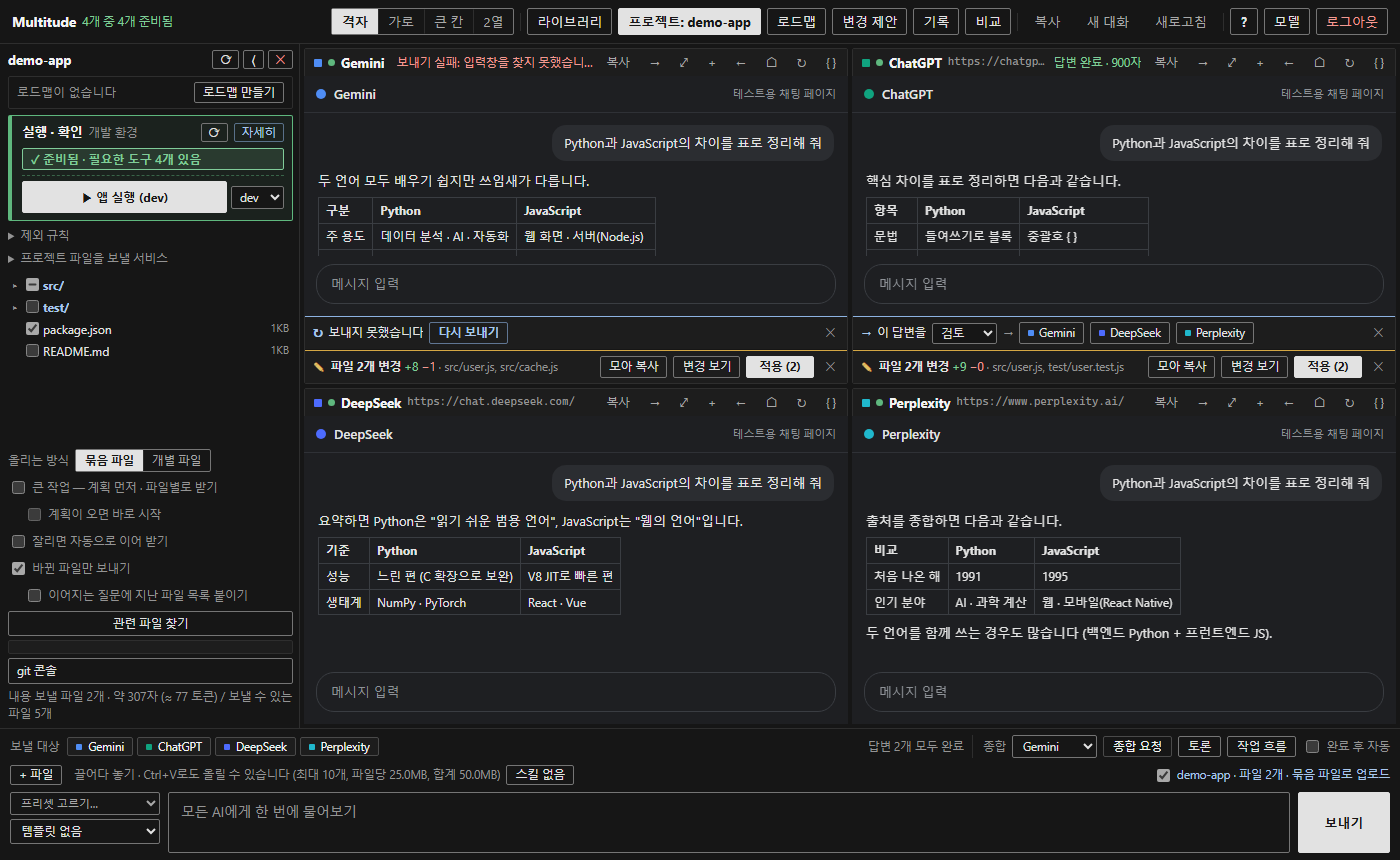 Multitude 4개 중 4개 준비됨 격자 가로 큰 칸 2열 라이브러리 프로젝트: demo-app 로드맵 변경 제안 기록 비교 복사 새 대화 새로고침 ? 모델 로그아웃
demo-app
로드맵이 없습니다 로드맵 만들기
실행 · 확인 개발 환경 자세히
✓ 준비됨 · 필요한 도구 4개 있음
▶ 앱 실행 (dev) dev
▶ 제외 규칙
▶ 프로젝트 파일을 보낼 서비스
src/
test/
package.json 1KB
README.md 1KB
올리는 방식 묶음 파일 개별 파일
큰 작업 — 계획 먼저 · 파일별로 받기
계획이 오면 바로 시작
잘리면 자동으로 이어 받기
바뀐 파일만 보내기
이어지는 질문에 지난 파일 목록 붙이기
관련 파일 찾기
git 콘솔
내용 보낼 파일 2개 · 약 307자 (≈ 77 토큰) / 보낼 수 있는
파일 5개
Gemini 보내기 실패: 입력창을 찾지 못했습니... 복사 → ⤢ + ← ↻ { }
Gemini 테스트용 채팅 페이지
Python과 JavaScript의 차이를 표로 정리해 줘
두 언어 모두 배우기 쉽지만 쓰임새가 다릅니다.
구분 Python JavaScript
주 용도 데이터 분석 · AI · 자동화 웹 화면 · 서버(Node.js)
메시지 입력
↻ 보내지 못했습니다 다시 보내기 ×
파일 2개 변경 +8 −1 · src/user.js, src/cache.js 모아 복사 변경 보기 적용 (2) ×
ChatGPT https://chatgp… 답변 완료 · 900자 복사 → ⤢ + ← ↻ { }
ChatGPT 테스트용 채팅 페이지
Python과 JavaScript의 차이를 표로 정리해 줘
핵심 차이를 표로 정리하면 다음과 같습니다.
항목 Python JavaScript
문법 들여쓰기로 블록 중괄호 { }
메시지 입력
→ 이 답변을 검토 → Gemini DeepSeek Perplexity ×
파일 2개 변경 +9 −0 · src/user.js, test/user.test.js 모아 복사 변경 보기 적용 (2) ×
DeepSeek https://chat.deepseek.com/ 복사 → ⤢ + ← ↻ { }
DeepSeek 테스트용 채팅 페이지
Python과 JavaScript의 차이를 표로 정리해 줘
요약하면 Python은 "읽기 쉬운 범용 언어", JavaScript는 "웹의 언어"입니다.
기준 Python JavaScript
성능 느린 편 (C 확장으로 보완) V8 JIT로 빠른 편
생태계 NumPy · PyTorch React · Vue
메시지 입력
Perplexity https://www.perplexity.ai/ 복사 → ⤢ + ← ↻ { }
Perplexity 테스트용 채팅 페이지
Python과 JavaScript의 차이를 표로 정리해 줘
출처를 종합하면 다음과 같습니다.
비교 Python JavaScript
처음 나온 해 1991 1995
인기 분야 AI · 과학 계산 웹 · 모바일(React Native)
두 언어를 함께 쓰는 경우도 많습니다 (백엔드 Python + 프런트엔드 JS).
메시지 입력
보낼 대상 Gemini ChatGPT DeepSeek Perplexity 답변 2개 모두 완료 종합 Gemini 종합 요청 토론 작업 흐름 완료 후 자동
+ 파일 끌어다 놓기 · Ctrl+V로도 올릴 수 있습니다 (최대 10개, 파일당 25.0MB, 합계 50.0MB) 스킬 없음 demo-app · 파일 2개 · 묶음 파일로 업로드
프리셋 고르기...
템플릿 없음
모든 AI에게 한 번에 물어보기
보내기